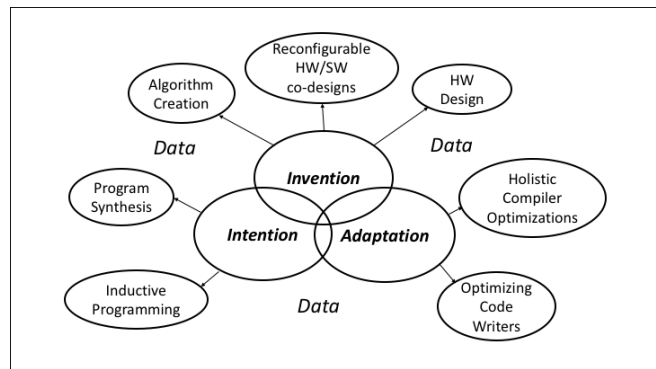 Reconfigurable
HW/SW
co-designs
Algorithm
Creation
HW
Design
Data
Data
Invention
Program
Synthesis
Holistic
Compiler
Optimizations
Intention
Adaptation
Inductive
Programming
Data
Optimizing
Code
Writers